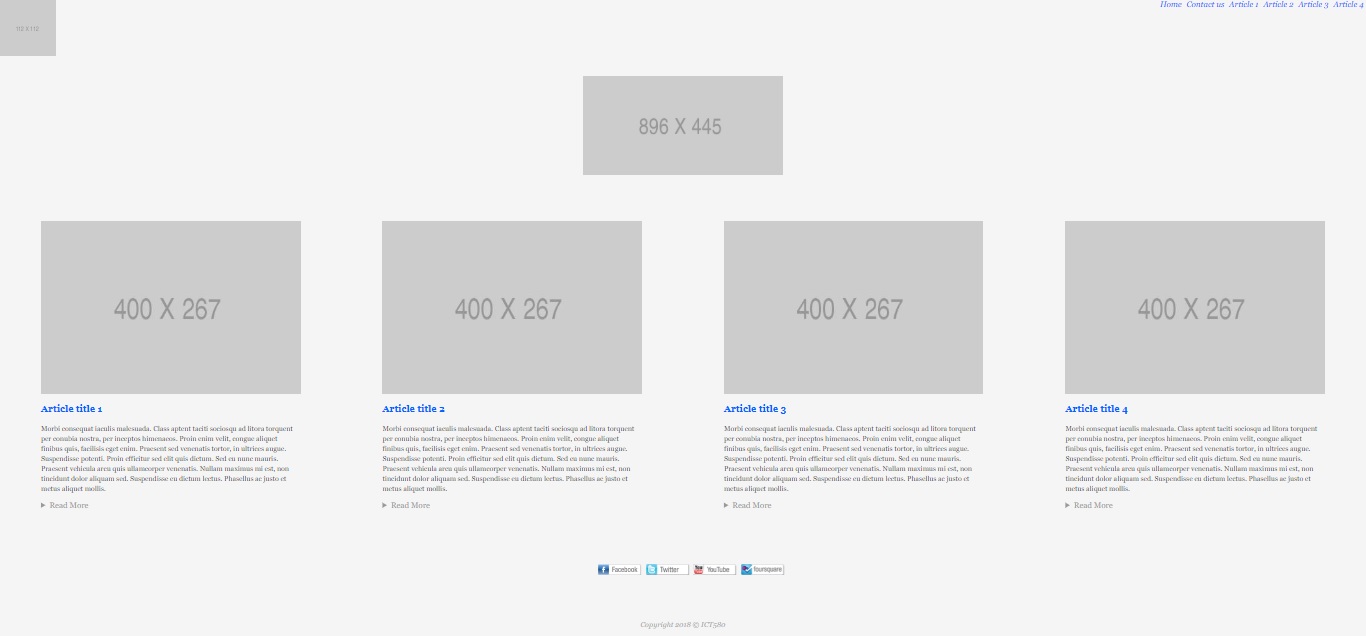 Home Contact us Article 1 Article 2 Article 3 Article 4
112 X 112
896 X 445
400 X 267
400 X 267
400 X 267
400 X 267
Article title 1
Morbi consequat iaculis malesuada. Class aptent taciti sociosqu ad litora torquent
per conubia nostra, per inceptos himenaeos. Proin enim velit, congue aliquet
finibus quis, facilisis eget enim. Praesent sed venenatis tortor, in ultrices augue.
Suspendisse potenti. Proin efficitur sed elit quis dictum. Sed eu nunc mauris.
Praesent vehicula arcu quis ullamcorper venenatis. Nullam maximus mi est, non
tincidunt dolor aliquam sed. Suspendisse eu dictum lectus. Phasellus ac justo et
metus aliquet mollis.
Read More
Article title 2
Morbi consequat iaculis malesuada. Class aptent taciti sociosqu ad litora torquent
per conubia nostra, per inceptos himenaeos. Proin enim velit, congue aliquet
finibus quis, facilisis eget enim. Praesent sed venenatis tortor, in ultrices augue.
Suspendisse potenti. Proin efficitur sed elit quis dictum. Sed eu nunc mauris.
Praesent vehicula arcu quis ullamcorper venenatis. Nullam maximus mi est, non
tincidunt dolor aliquam sed. Suspendisse eu dictum lectus. Phasellus ac justo et
metus aliquet mollis.
Read More
Article title 3
Morbi consequat iaculis malesuada. Class aptent taciti sociosqu ad litora torquent
per conubia nostra, per inceptos himenaeos. Proin enim velit, congue aliquet
finibus quis, facilisis eget enim. Praesent sed venenatis tortor, in ultrices augue.
Suspendisse potenti. Proin efficitur sed elit quis dictum. Sed eu nunc mauris.
Praesent vehicula arcu quis ullamcorper venenatis. Nullam maximus mi est, non
tincidunt dolor aliquam sed. Suspendisse eu dictum lectus. Phasellus ac justo et
metus aliquet mollis.
Read More
Article title 4
Morbi consequat iaculis malesuada. Class aptent taciti sociosqu ad litora torquent
per conubia nostra, per inceptos himenaeos. Proin enim velit, congue aliquet
finibus quis, facilisis eget enim. Praesent sed venenatis tortor, in ultrices augue.
Suspendisse potenti. Proin efficitur sed elit quis dictum. Sed eu nunc mauris.
Praesent vehicula arcu quis ullamcorper venenatis. Nullam maximus mi est, non
tincidunt dolor aliquam sed. Suspendisse eu dictum lectus. Phasellus ac justo et
metus aliquet mollis.
Read More
Facebook Twitter YouTube foursquare
Copyright 2018 © ICT580